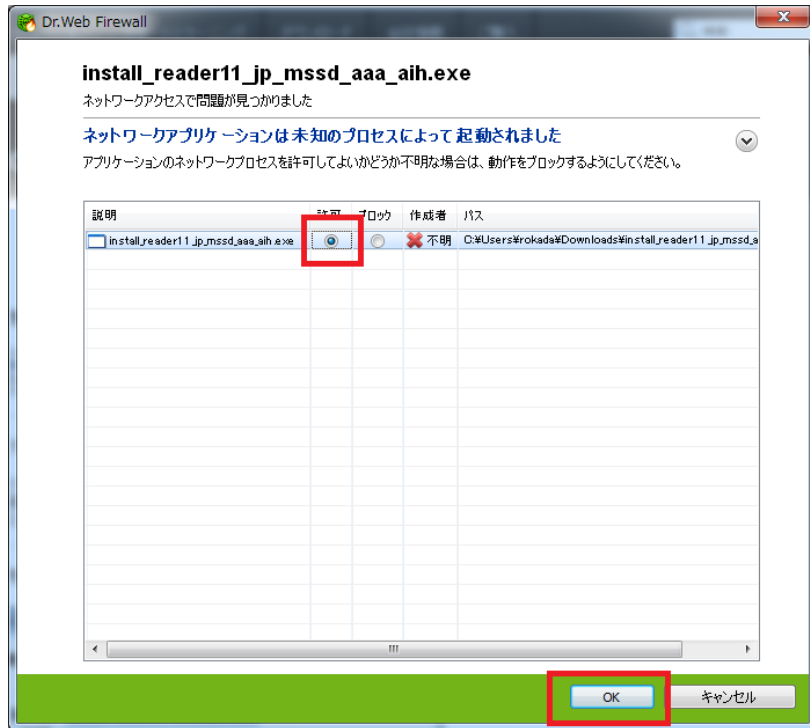 Dr.Web Firewall
install_reader11_jp_mssd_aaa_aih.exe
ネットワークアクセスで問題が見つかりました
ネットワークアプリケーションは未知のプロセスによって起動されました
アプリケーションのネットワークプロセスを許可してよいかどうか不明な場合は、動作をブロックするようにしてください。
説明 許可 ブロック 作成者 パス
install_reader11_jp_mssd_aaa_aih.exe 不明 C:¥Users¥rokada¥Downloads¥install_reader11_jp_mssd_a
OK キャンセル